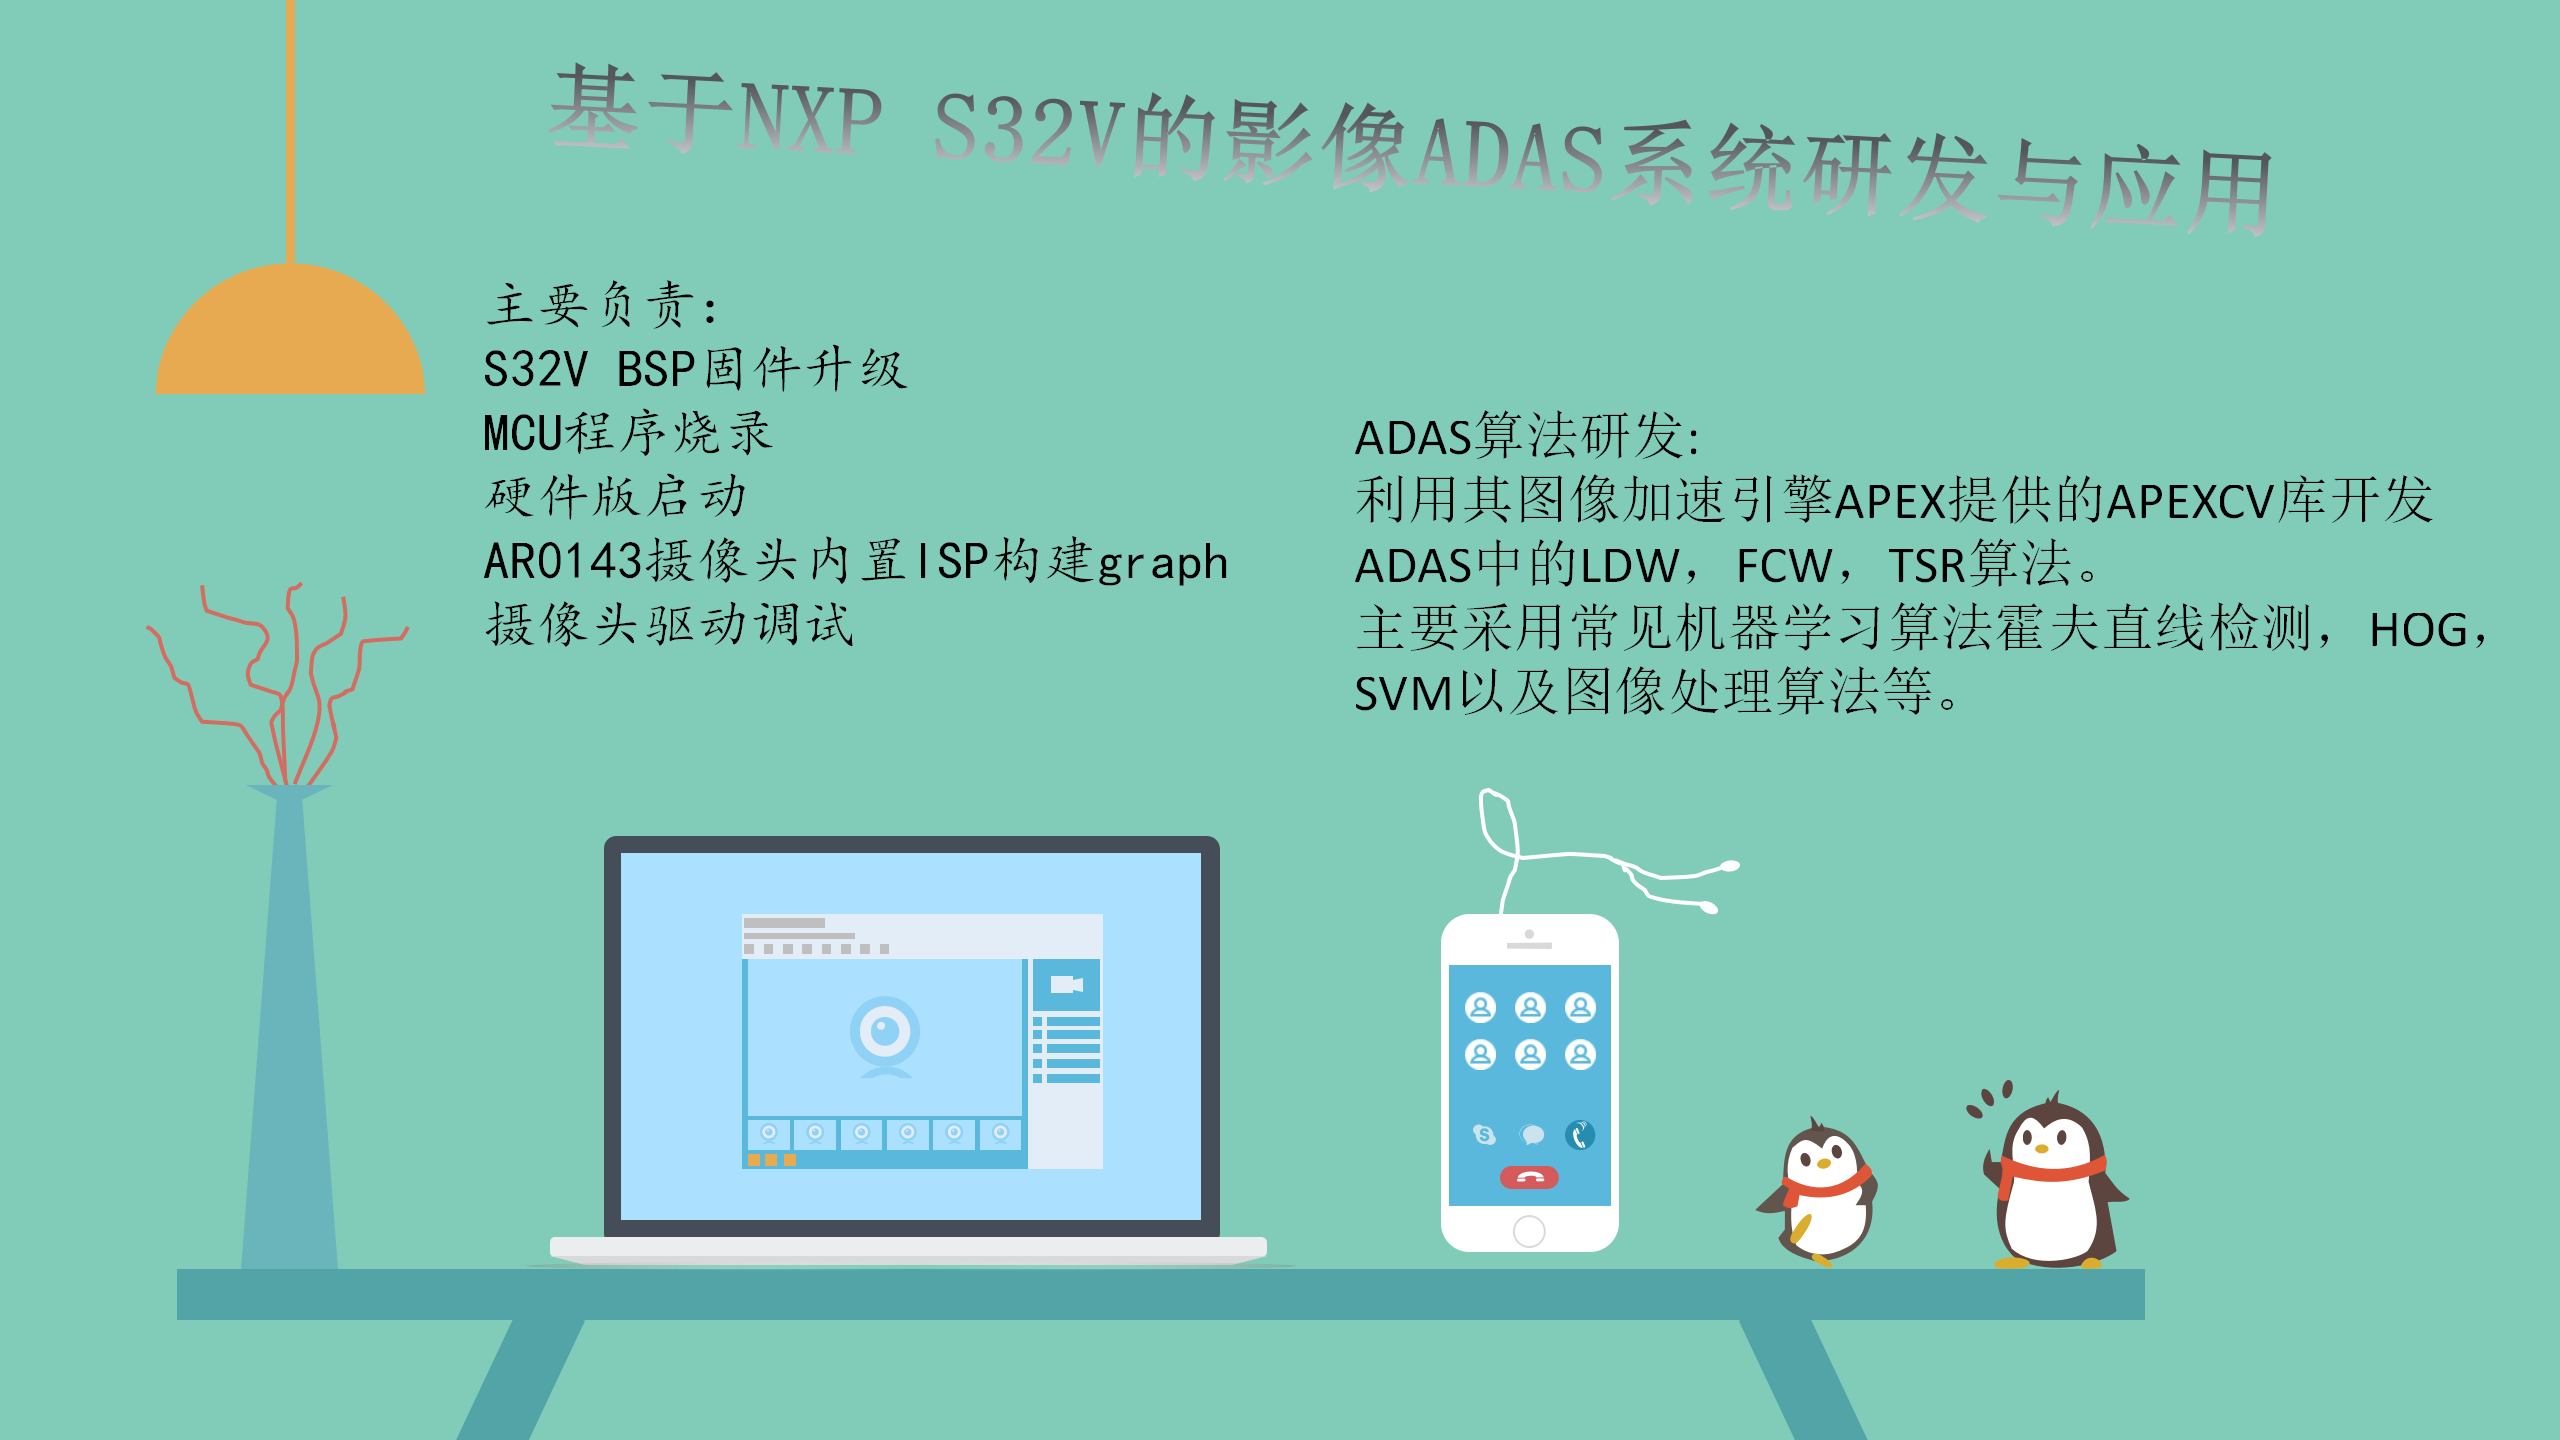 基于NXP S32V的影像ADAS系统研发与应用
主要负责：
S32V BSP固件升级
MCU程序烧录
硬件版启动
AR0143摄像头内置ISP构建graph
摄像头驱动调试
ADAS算法研发:
利用其图像加速引擎APEX提供的APEXCV库开发
ADAS中的LDW，FCW，TSR算法。
主要采用常见机器学习算法霍夫直线检测，HOG，
SVM以及图像处理算法等。